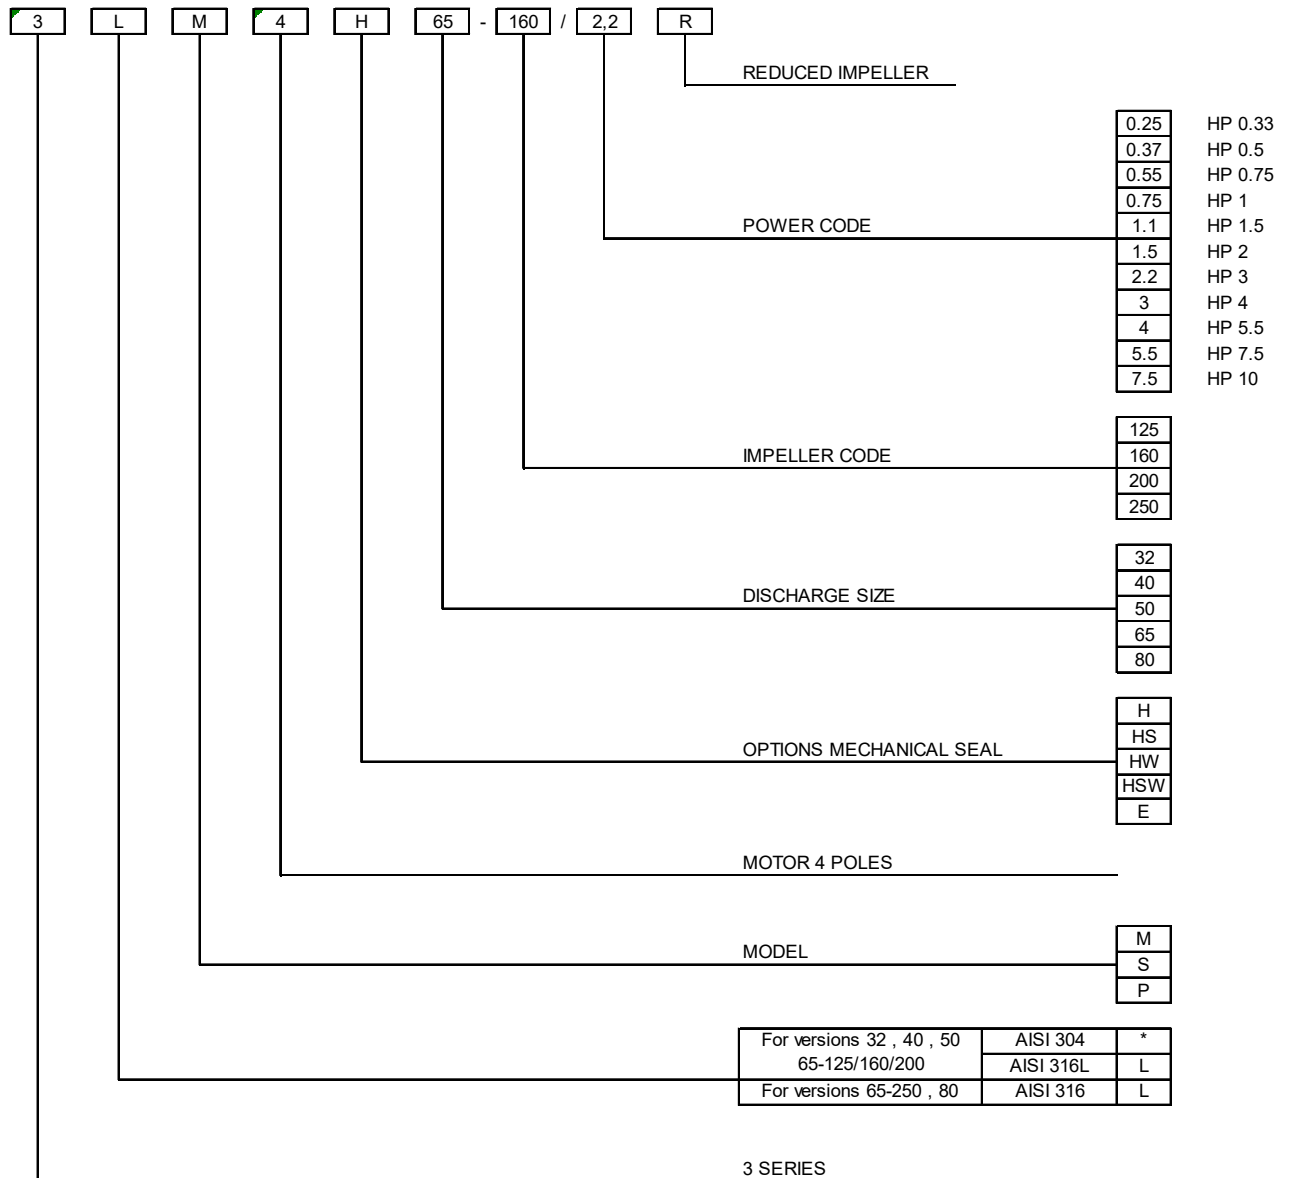 3 L M 4 H 65 - 160 / 2,2 R
REDUCED IMPELLER
0.25 HP 0.33
0.37 HP 0.5
0.55 HP 0.75
0.75 HP 1
POWER CODE 1.1 HP 1.5
1.5 HP 2
2.2 HP 3
3 HP 4
4 HP 5.5
5.5 HP 7.5
7.5 HP 10
125
IMPELLER CODE 160
200
250
32
40
DISCHARGE SIZE
50
65
80
H
HS
OPTIONS MECHANICAL SEAL
HW
HSW
E
MOTOR 4 POLES
M
MODEL
S
P
For versions 32 , 40 , 50 AISI 304 *
65-125/160/200 AISI 316L L
For versions 65-250 , 80 AISI 316 L
3 SERIES